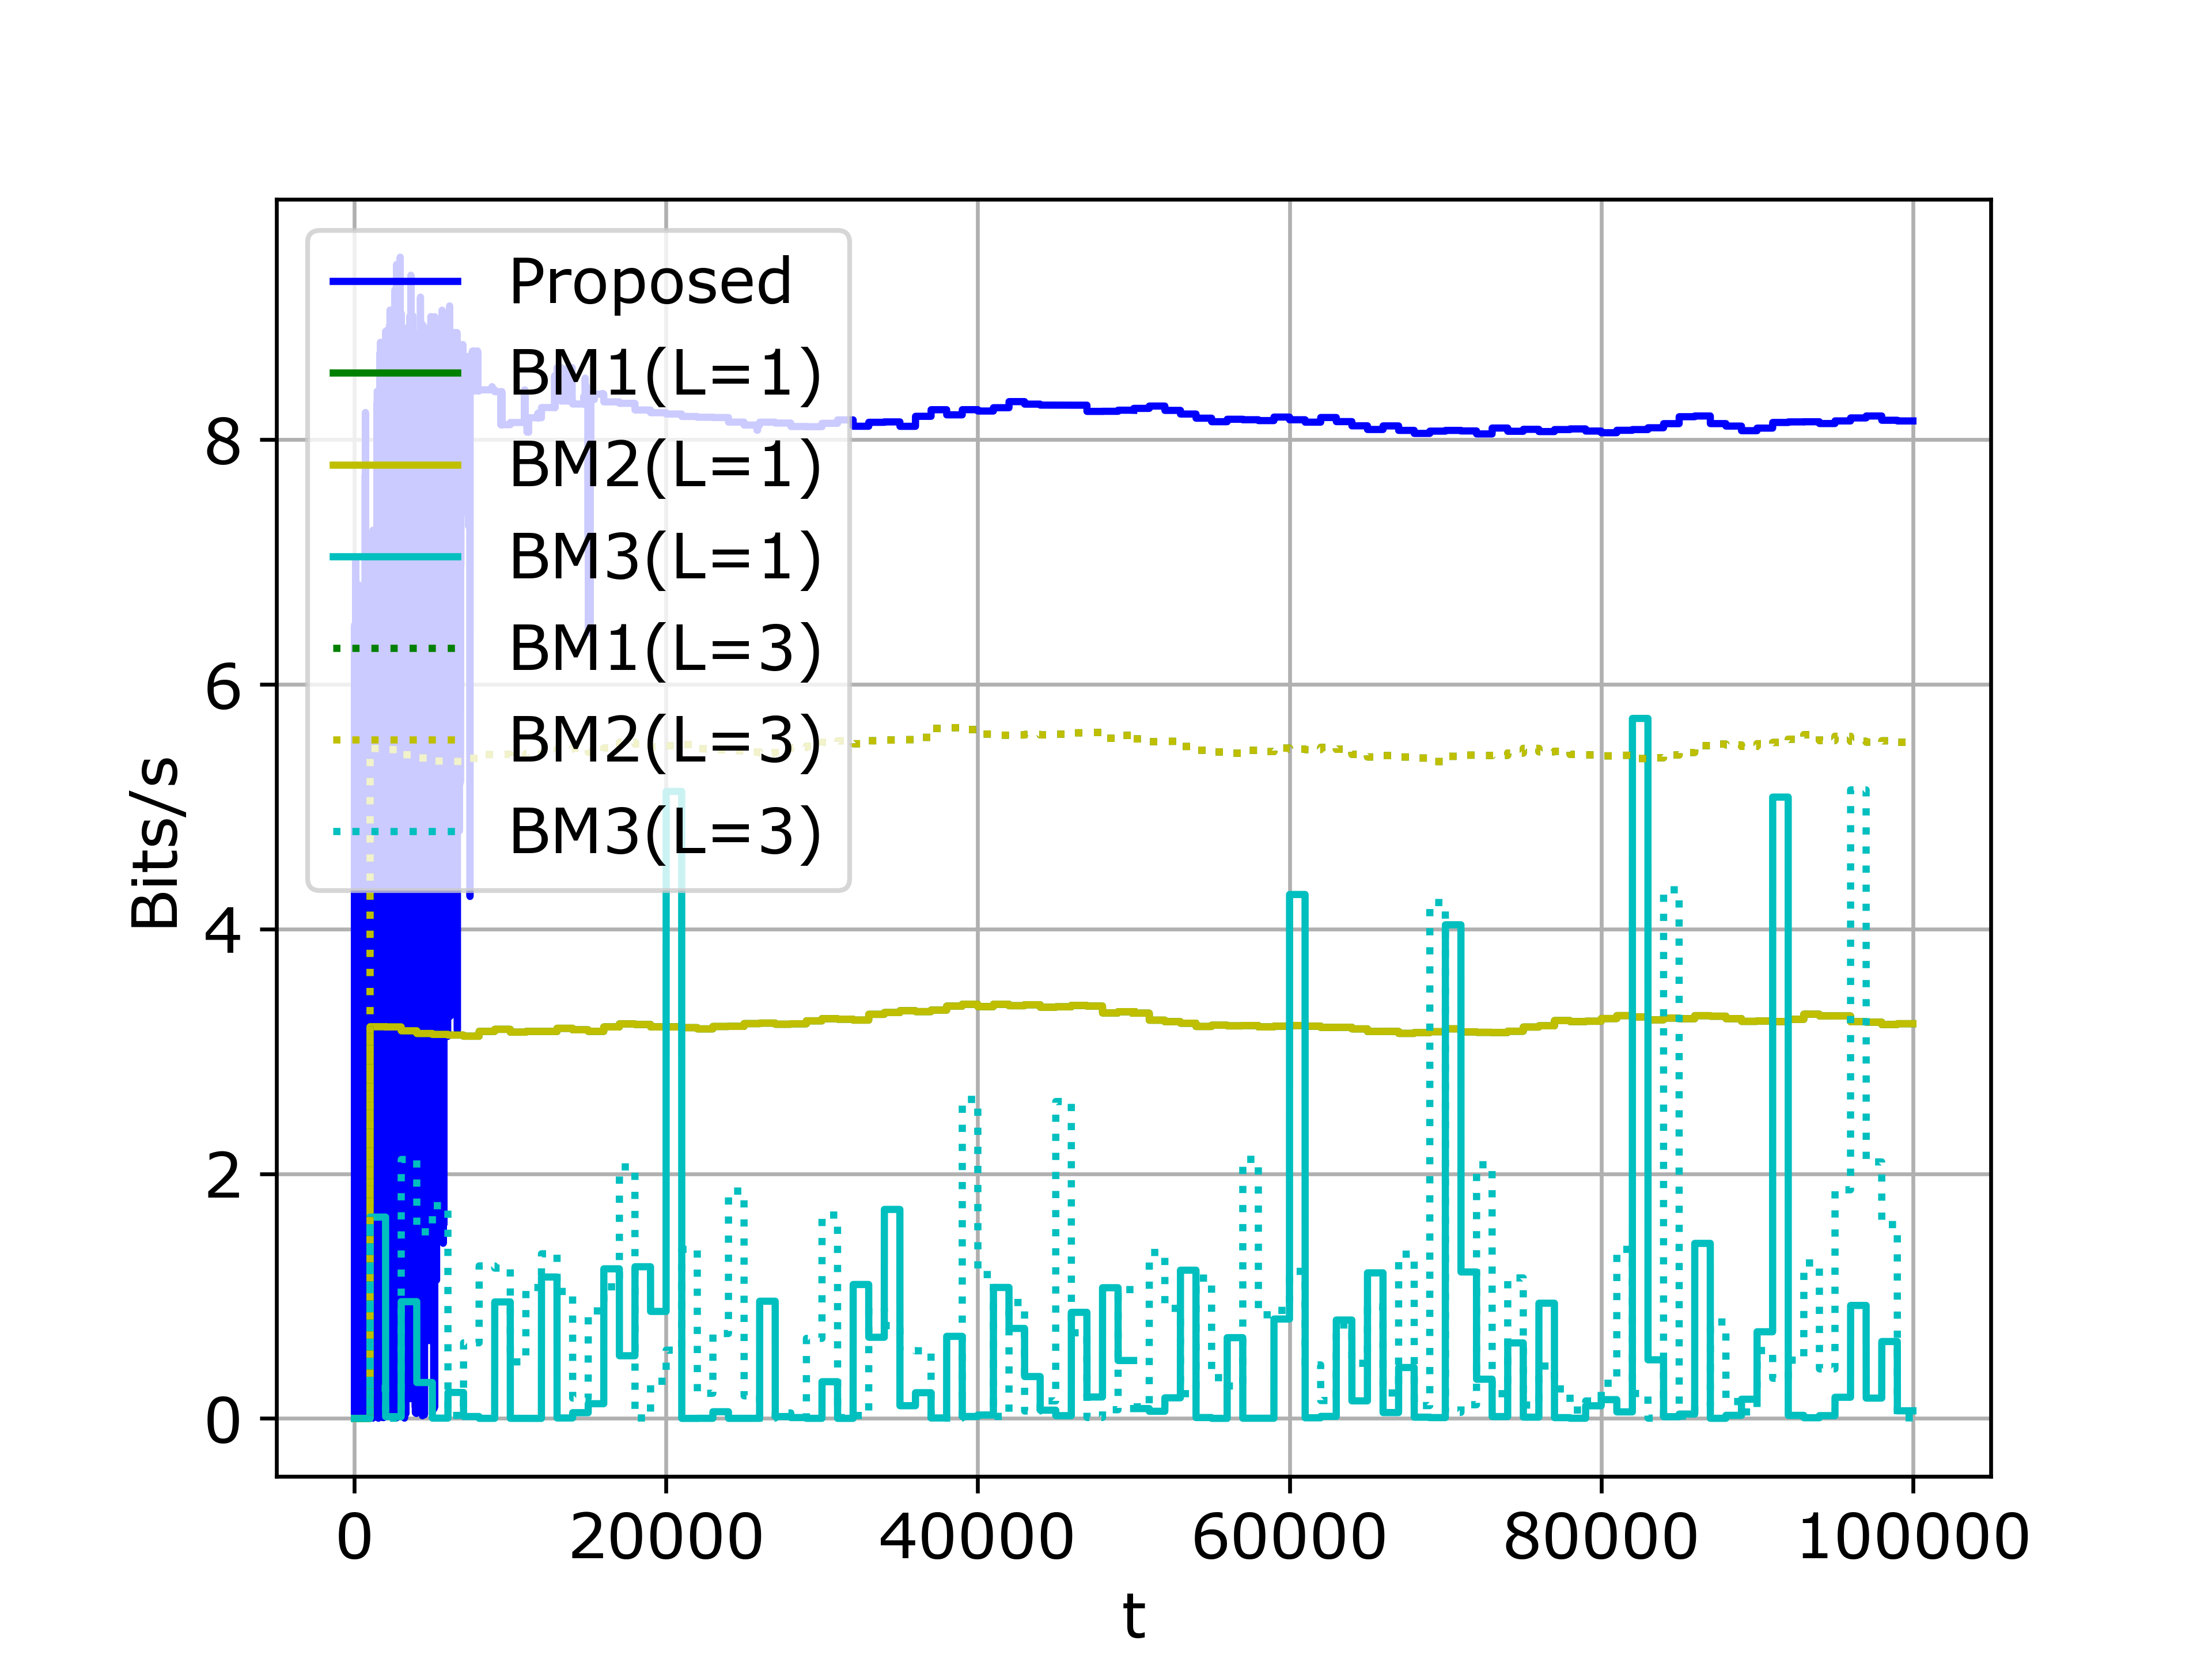 Proposed
BM1(L=1)
BM2(L=1)
BM3(L=1)
BM1(L=3)
BM2(L=3)
BM3(L=3)
8
6
4
2
0
Bits/s
0 20000 40000 60000 80000 100000
t